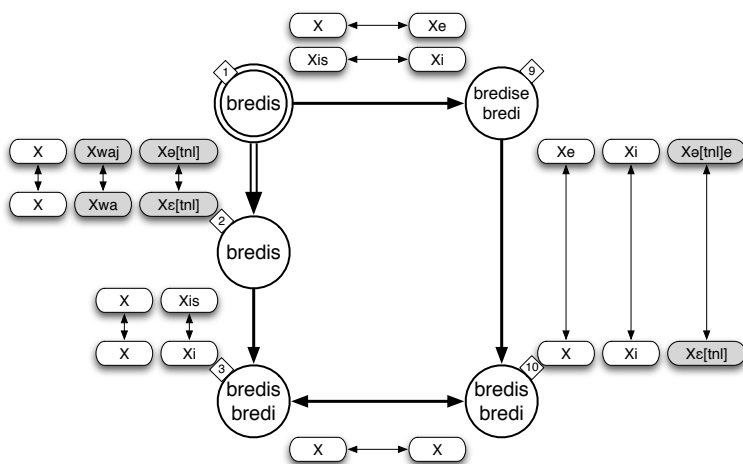 X Xe
Xis Xi
1
bredis
9
bredise
bredi
X Xwaj Xə[tnl]
X Xwa Xɛ[tnl]
Xe Xi Xə[tnl]e
2
bredis
X Xis
X Xi
X Xi Xɛ[tnl]
3
bredis
bredi
10
bredis
bredi
X X